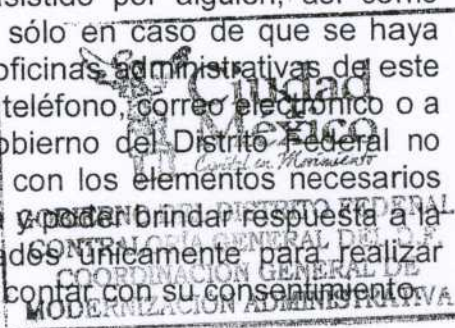 sistido por alguien, así como
sólo en caso de que se haya
oficinas administrativas de este
teléfono, correo electrónico o a
obierno del Distrito Federal no
con los elementos necesarios
y poder brindar respuesta a la
ados únicamente para realizar
contar con su consentimiento.
Ciudad
México
Capital en Movimiento
GOBIERNO DEL DISTRITO FEDERAL
CONTRALORÍA GENERAL DEL D.F.
COORDINACIÓN GENERAL DE
MODERNIZACIÓN ADMINISTRATIVA